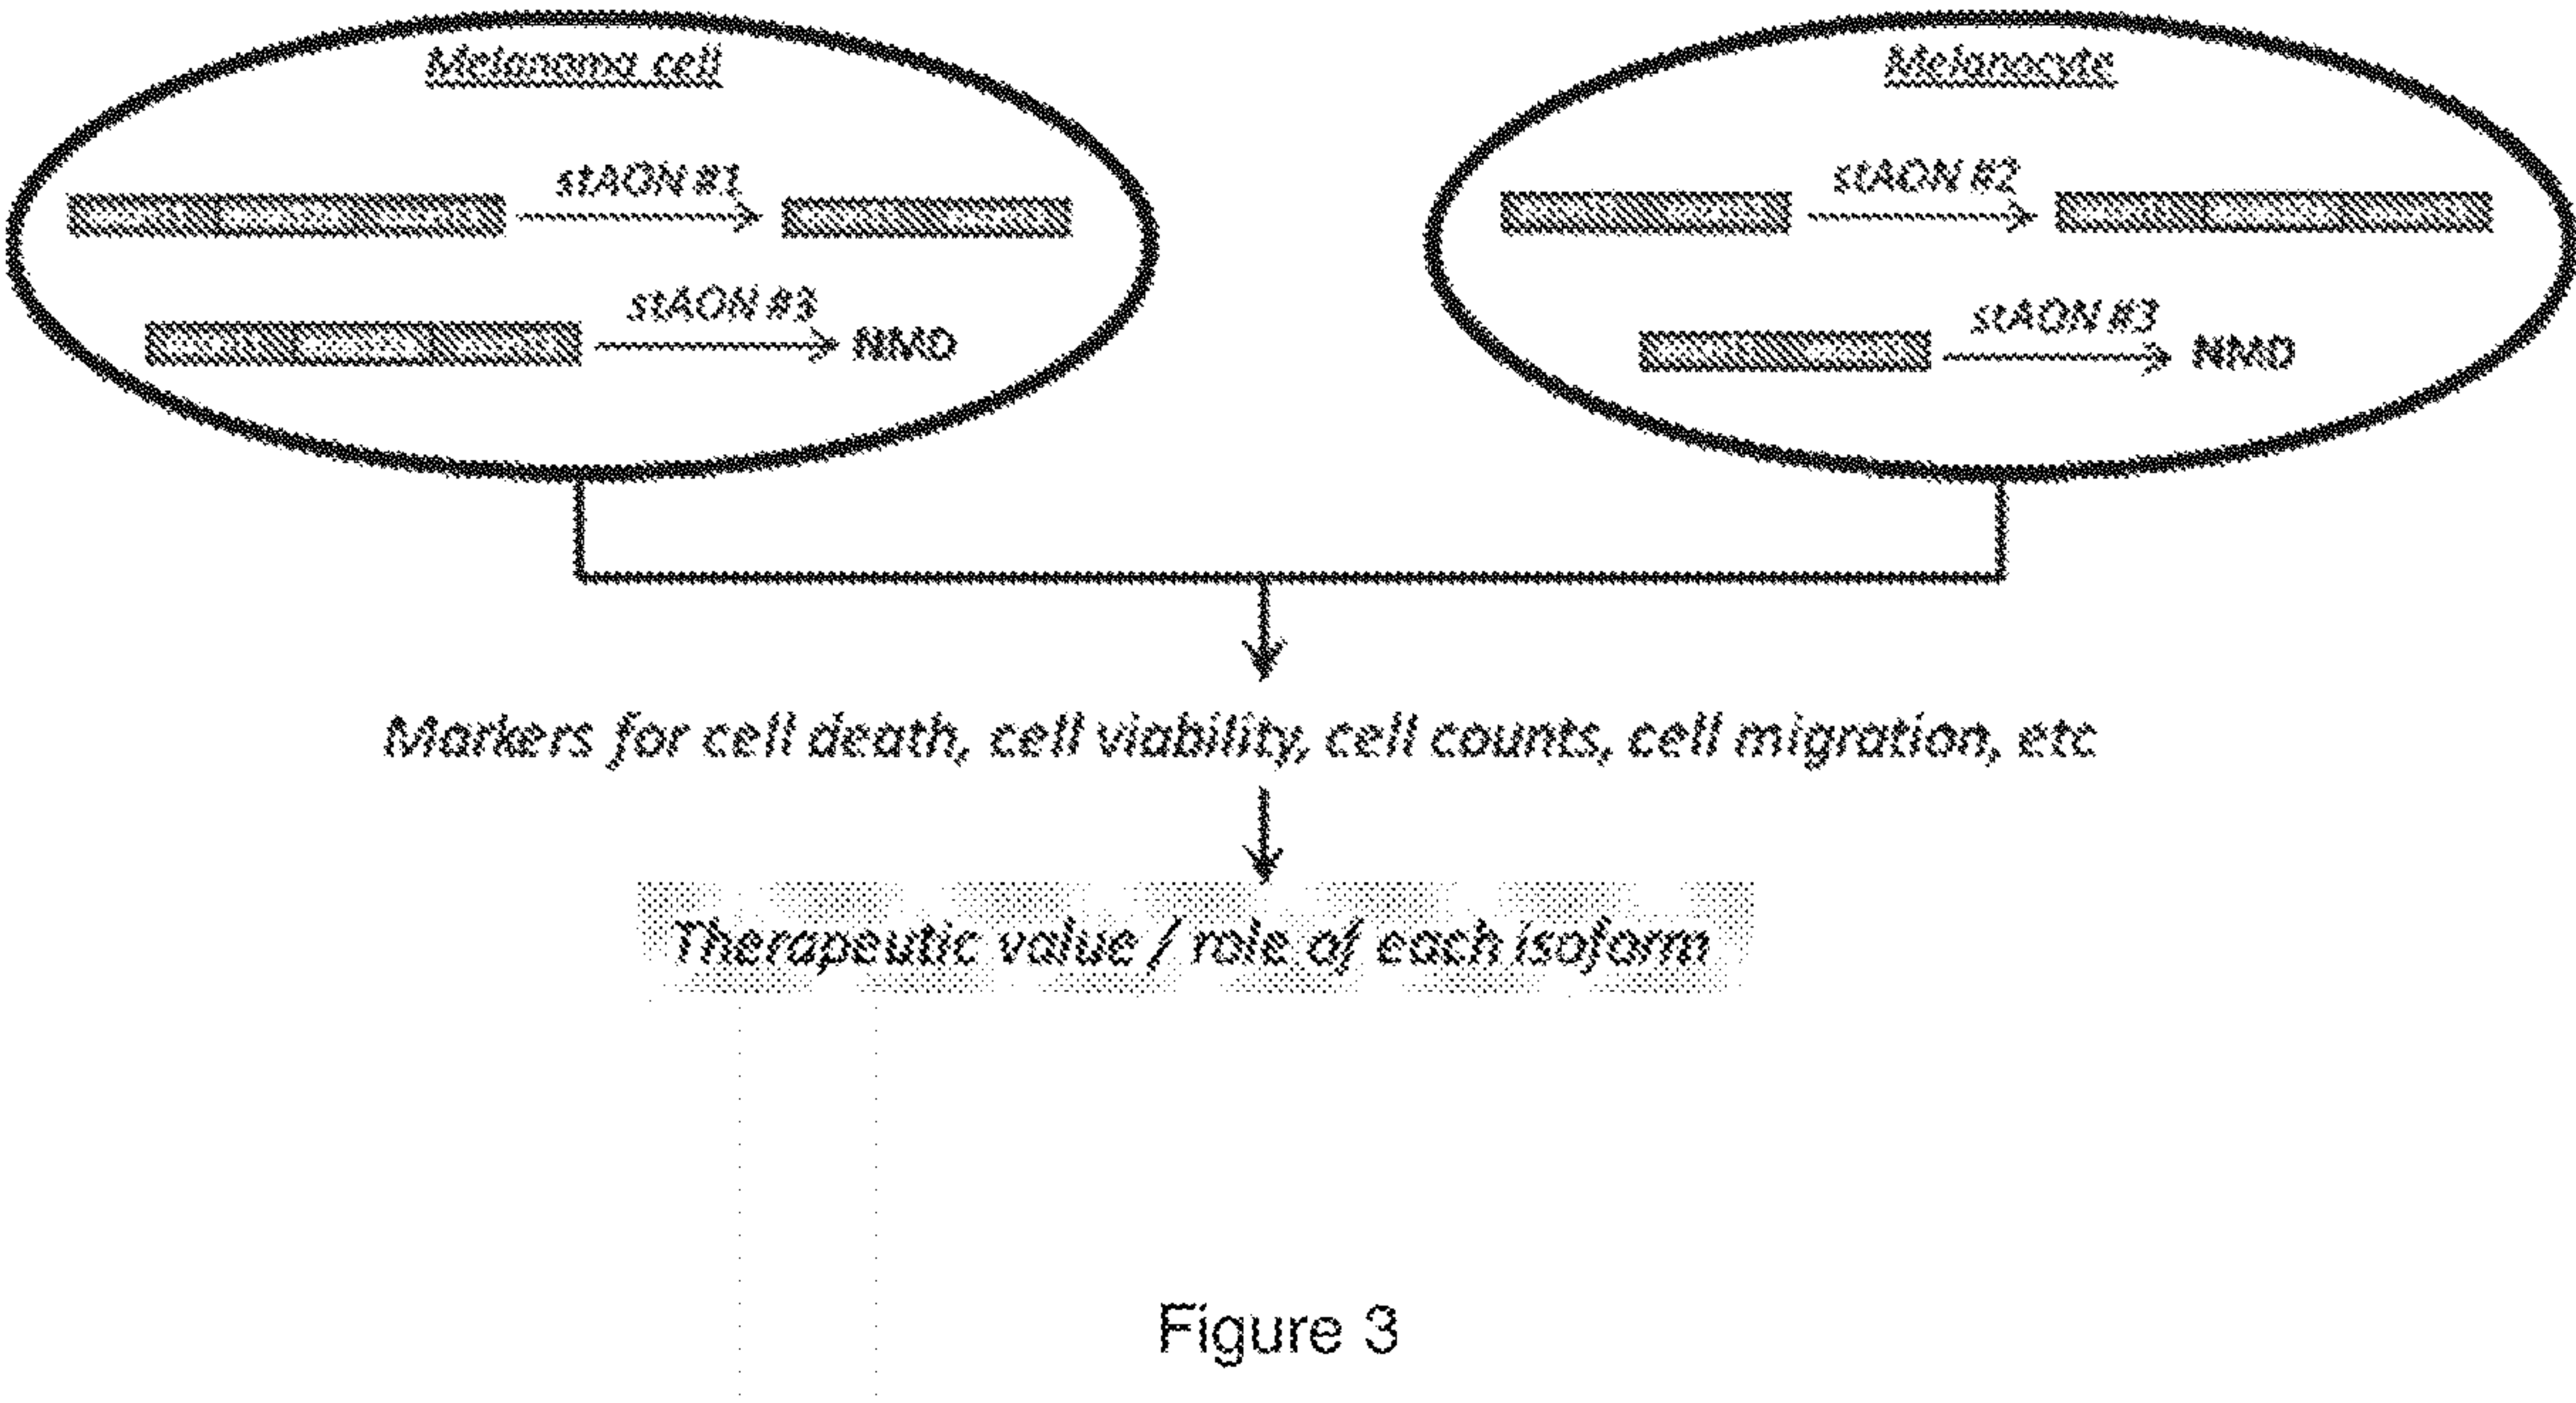 Melanoma cell
stAON #1
stAON #3
NMD
Melanocyte
stAON #2
stAON #3
NMD
Markers for cell death, cell viability, cell counts, cell migration, etc
Therapeutic value / role of each isoform
Figure 3